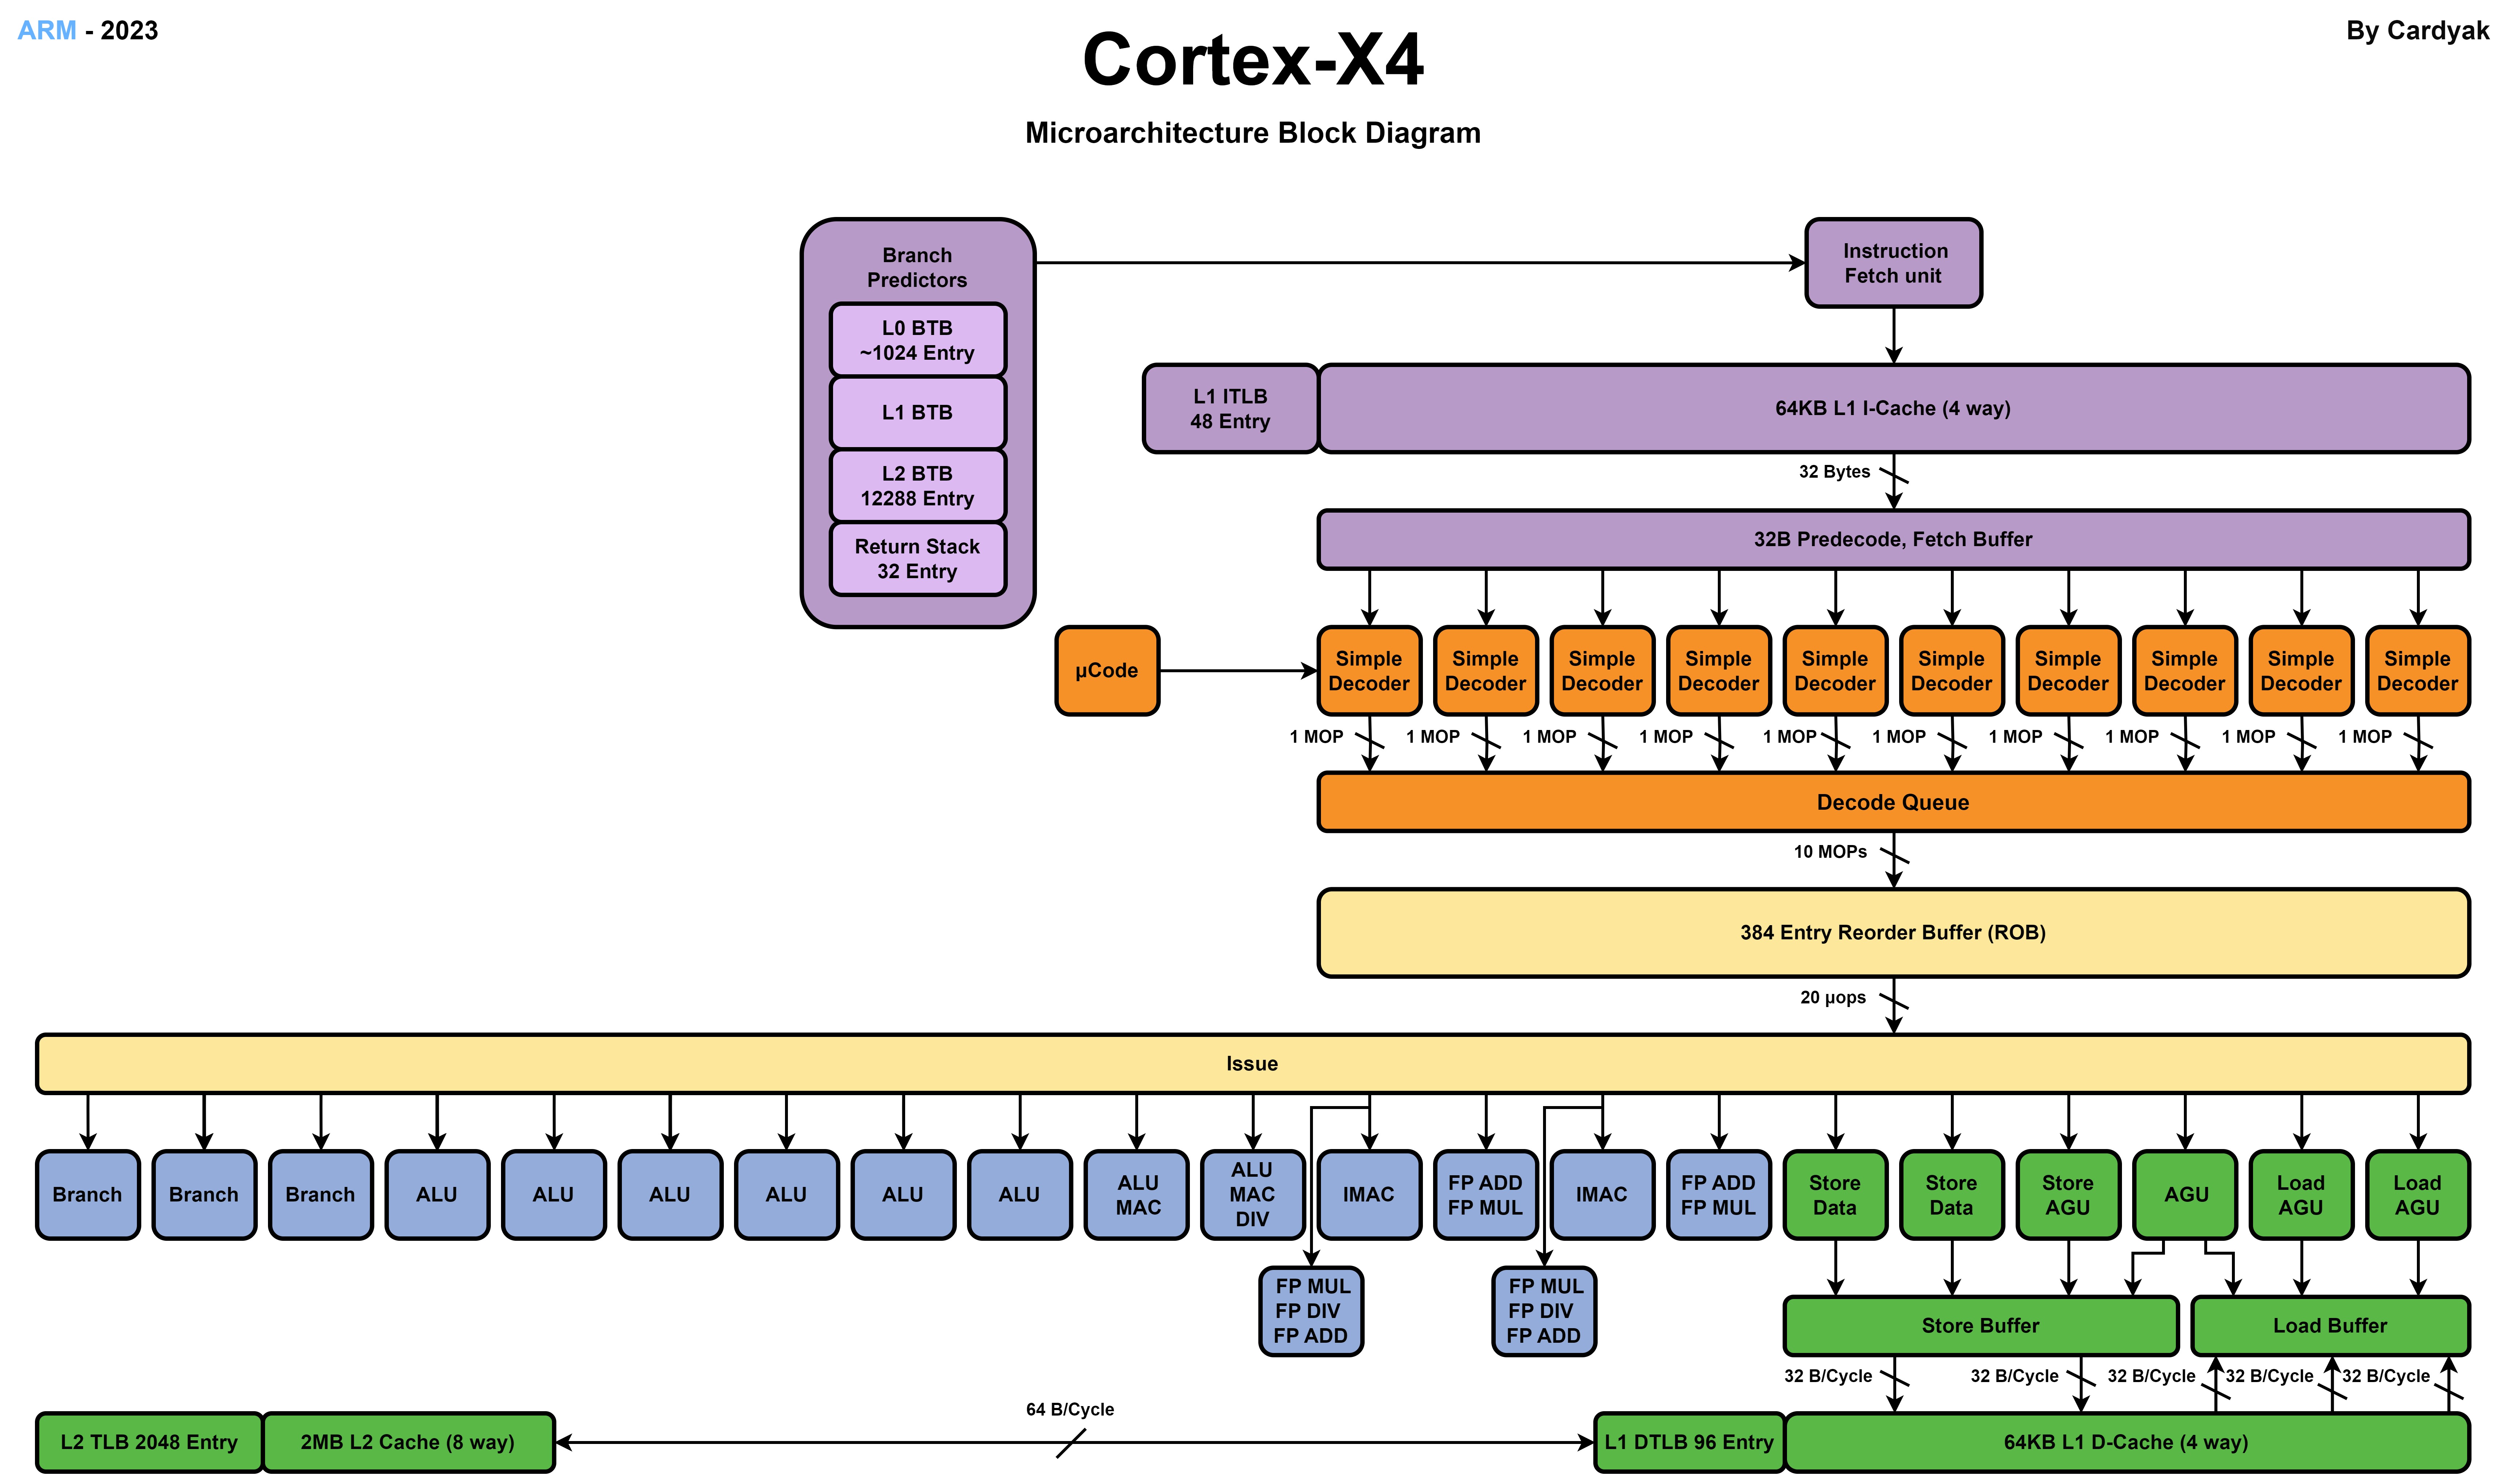 ARM - 2023
By Cardyak
Cortex-X4
Microarchitecture Block Diagram
Branch
Predictors
L0 BTB
~1024 Entry
L1 BTB
L2 BTB
12288 Entry
Return Stack
32 Entry
Instruction
Fetch unit
L1 ITLB
48 Entry
64KB L1 I-Cache (4 way)
32 Bytes
32B Predecode, Fetch Buffer
µCode
Simple
Decoder
Simple
Decoder
Simple
Decoder
Simple
Decoder
Simple
Decoder
Simple
Decoder
Simple
Decoder
Simple
Decoder
Simple
Decoder
Simple
Decoder
1 MOP
1 MOP
1 MOP
1 MOP
1 MOP
1 MOP
1 MOP
1 MOP
1 MOP
1 MOP
Decode Queue
10 MOPs
384 Entry Reorder Buffer (ROB)
20 µops
Issue
Branch
Branch
Branch
ALU
ALU
ALU
ALU
ALU
ALU
ALU
MAC
ALU
MAC
DIV
IMAC
FP ADD
FP MUL
IMAC
FP ADD
FP MUL
Store
Data
Store
Data
Store
AGU
AGU
Load
AGU
Load
AGU
FP MUL
FP DIV
FP ADD
FP MUL
FP DIV
FP ADD
Store Buffer
Load Buffer
32 B/Cycle
32 B/Cycle
32 B/Cycle
32 B/Cycle
32 B/Cycle
64 B/Cycle
L2 TLB 2048 Entry
2MB L2 Cache (8 way)
L1 DTLB 96 Entry
64KB L1 D-Cache (4 way)